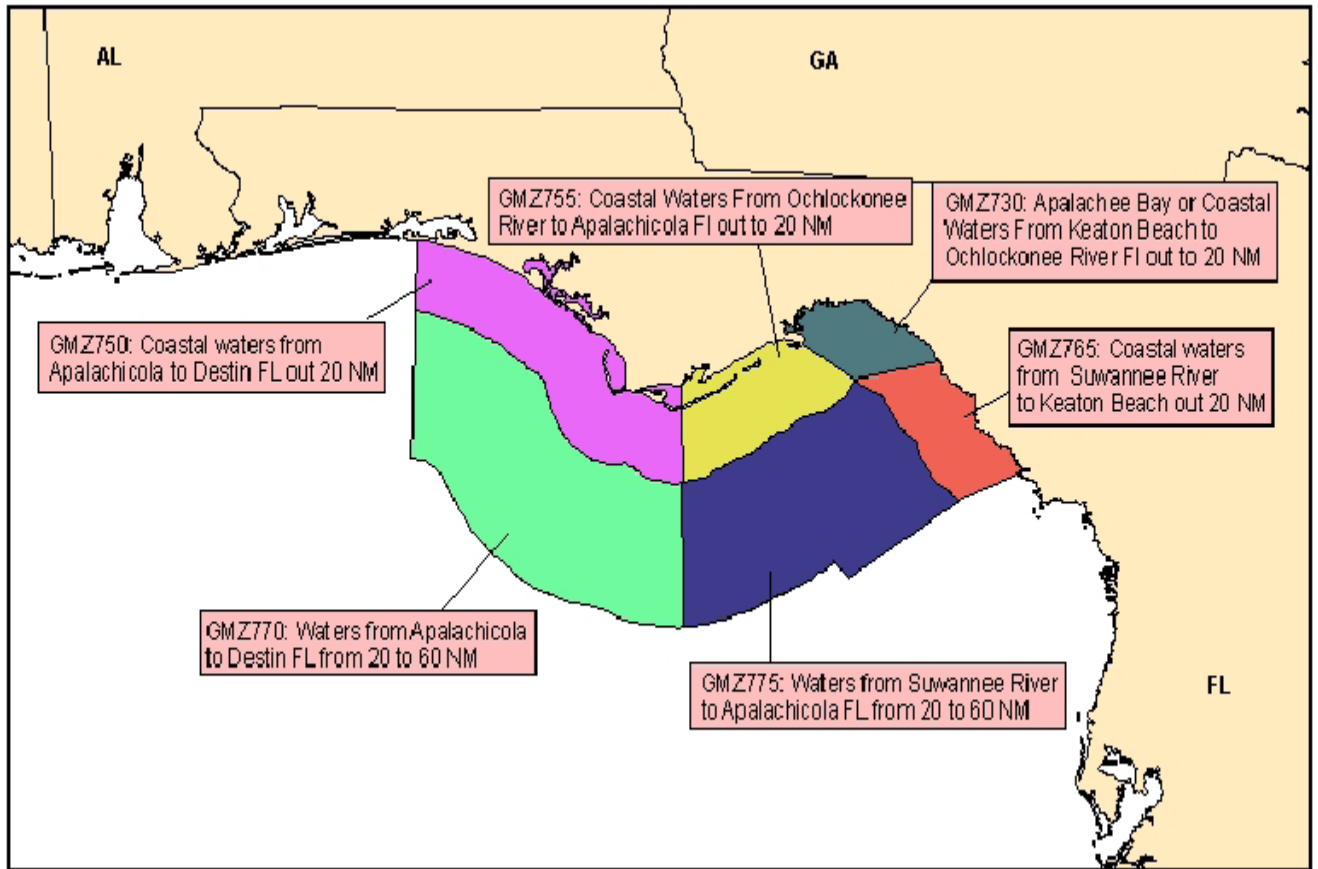 AL
GA
GMZ755: Coastal Waters From Ochlockonee
River to Apalachicola Fl out to 20 NM
GMZ730: Apalachee Bay or Coastal
Waters From Keaton Beach to
Ochlockonee River Fl out to 20 NM
GMZ750: Coastal waters from
Apalachicola to Destin FL out 20 NM
GMZ765: Coastal waters
from Suwannee River
to Keaton Beach out 20 NM
GMZ770: Waters from Apalachicola
to Destin FL from 20 to 60 NM
GMZ775: Waters from Suwannee River
to Apalachicola FL from 20 to 60 NM
FL